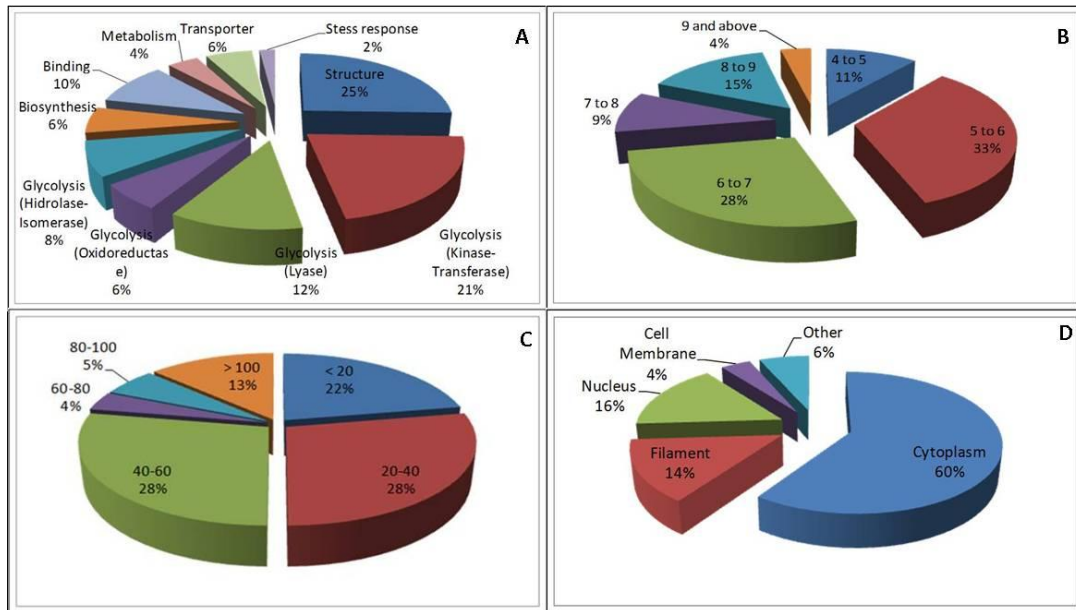 A
Stess response
2%
Structure
25%
Glycolysis
(Kinase-
Transferase)
21%
Glycolysis
(Lyase)
12%
Glycolysis
(Oxidoreductas
e)
6%
Glycolysis
(Hidrolase-
Isomerase)
8%
Biosynthesis
6%
Binding
10%
Metabolism
4%
Transporter
6%
B
4 to 5
11%
5 to 6
33%
6 to 7
28%
7 to 8
9%
8 to 9
15%
9 and above
4%
C
< 20
22%
20-40
28%
40-60
28%
60-80
4%
80-100
5%
> 100
13%
D
Cytoplasm
60%
Filament
14%
Nucleus
16%
Cell
Membrane
4%
Other
6%